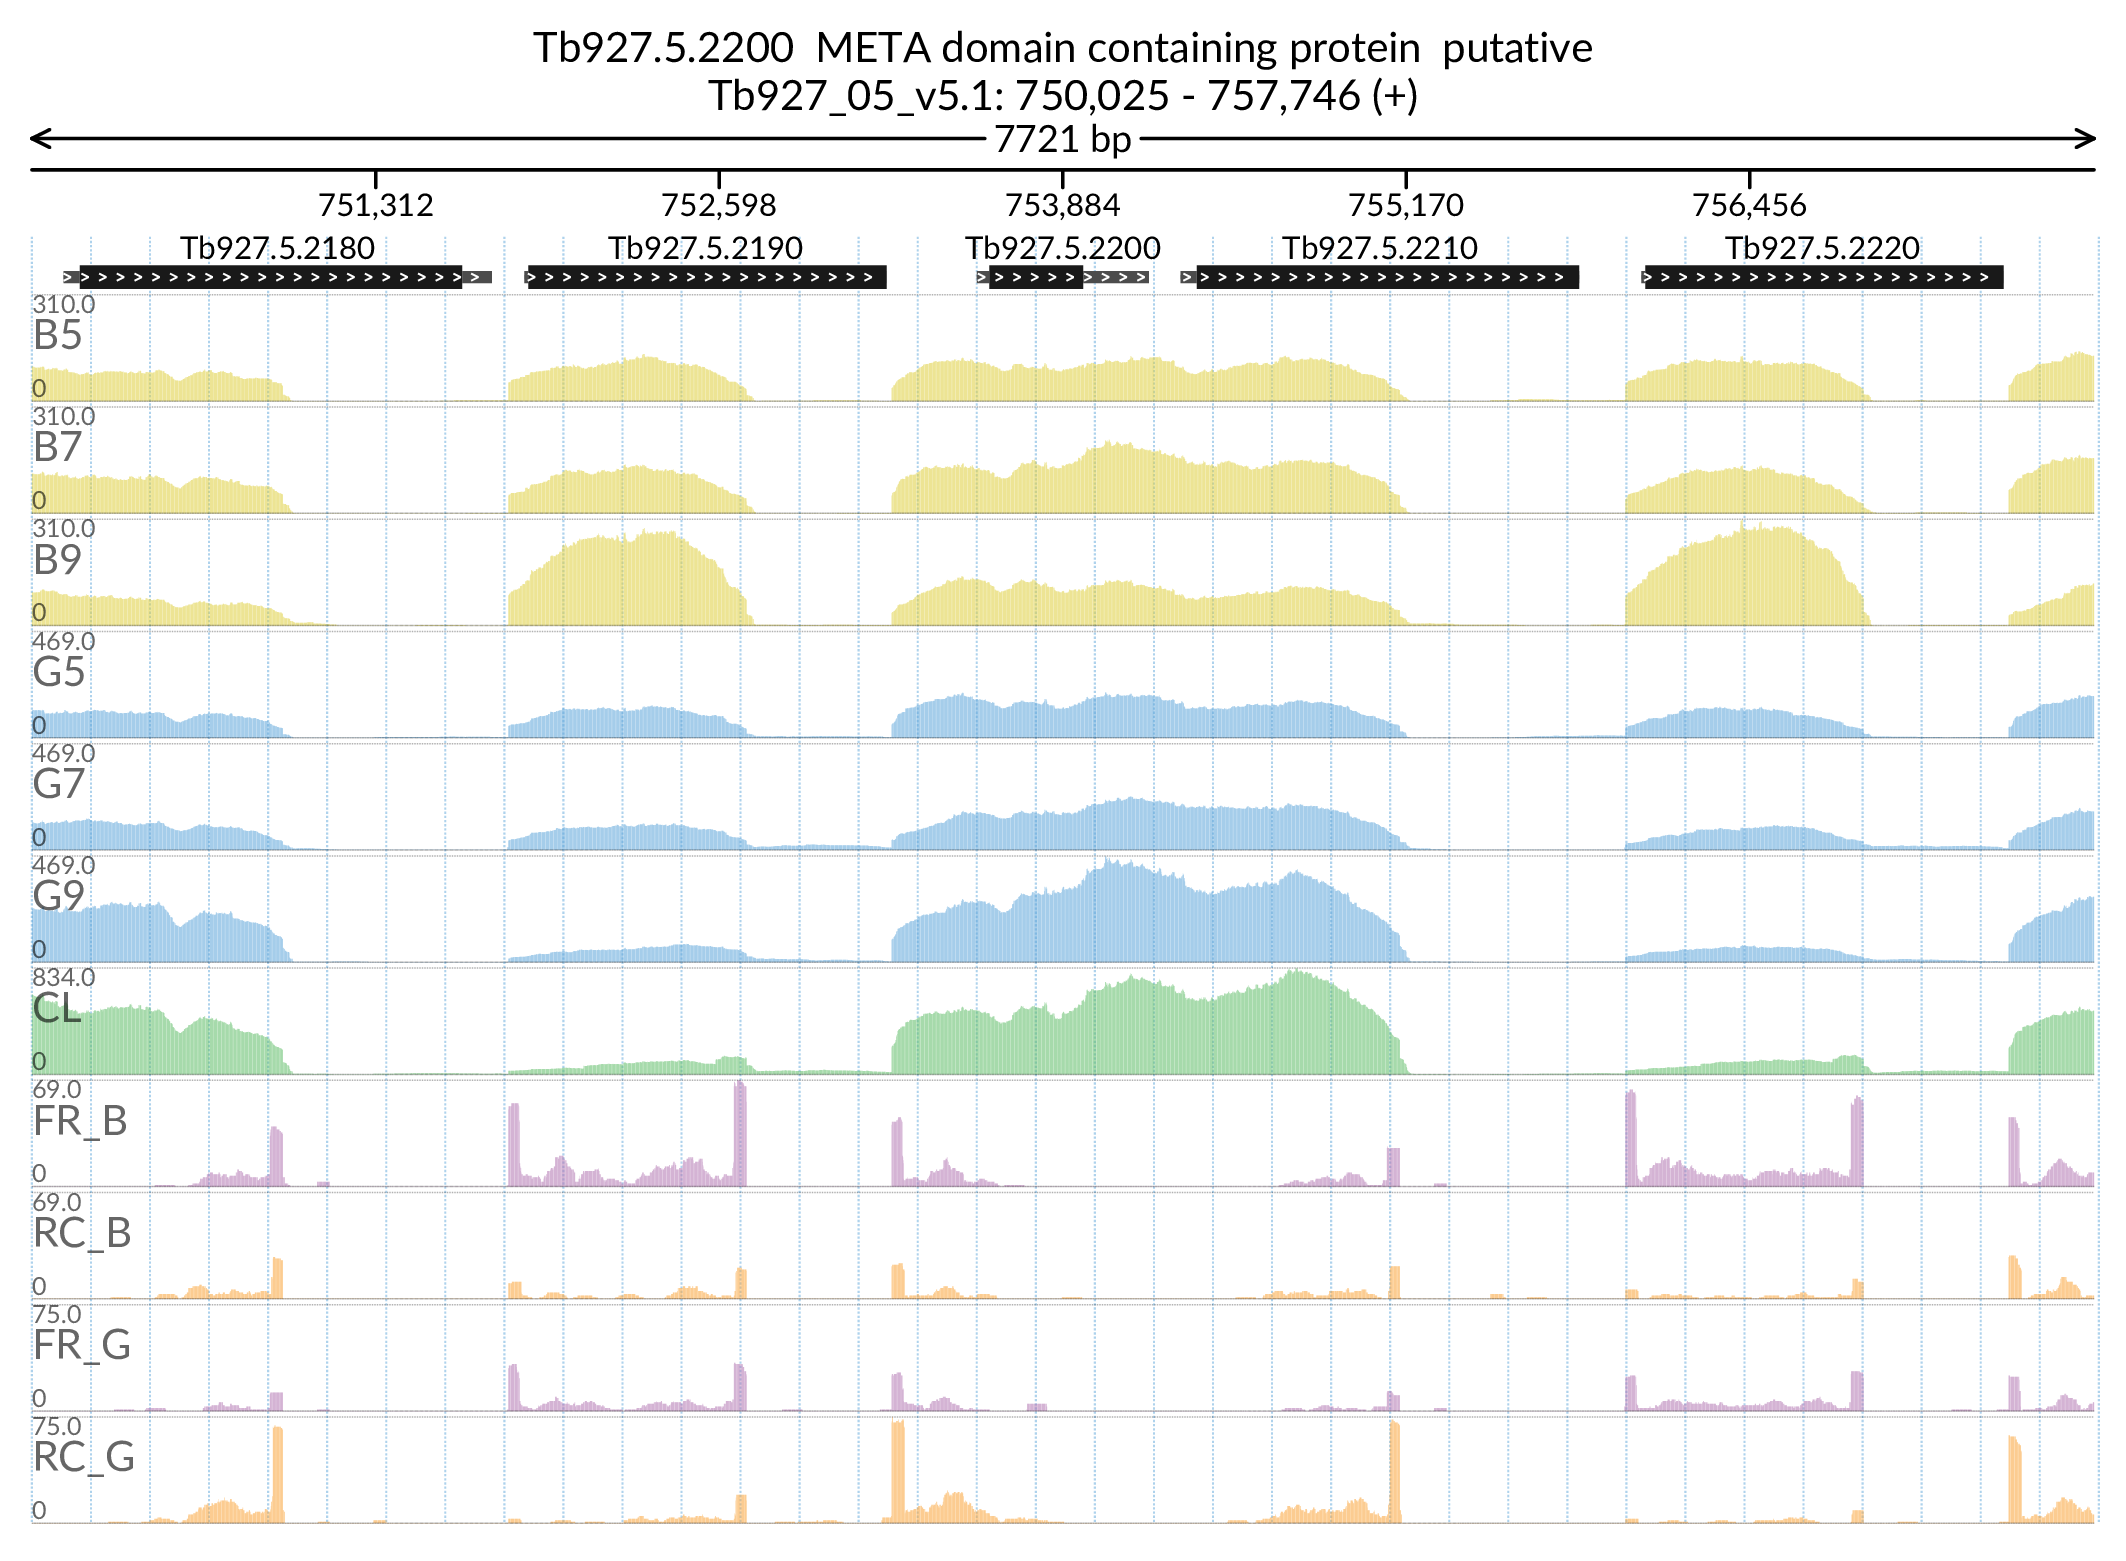 Tb927.5.2200  META domain containing protein  putative
Tb927_05_v5.1: 750,025 - 757,746 (+)
7721 bp
751,312 752,598 753,884 755,170 756,456
Tb927.5.2180 Tb927.5.2190 Tb927.5.2200 Tb927.5.2210 Tb927.5.2220
310.0
B5
0
310.0
B7
0
310.0
B9
0
469.0
G5
0
469.0
G7
0
469.0
G9
0
834.0
CL
0
69.0
FR_B
0
69.0
RC_B
0
75.0
FR_G
0
75.0
RC_G
0